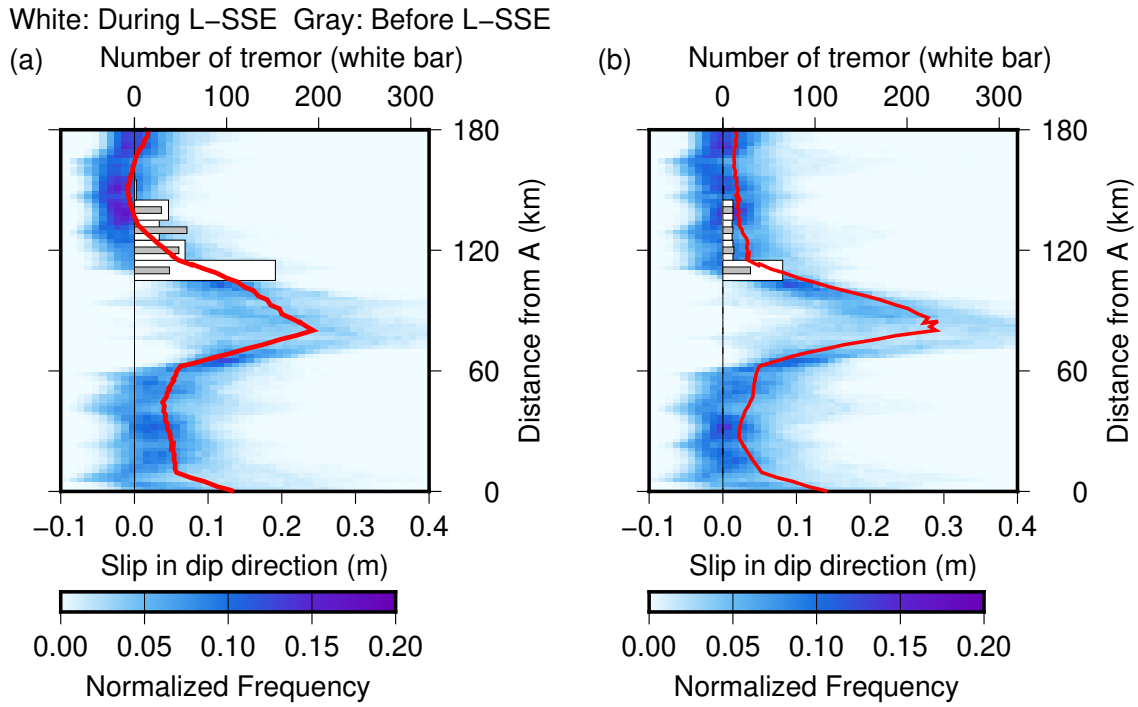 White: During L−SSE  Gray: Before L−SSE
(a) Number of tremor (white bar)
0 100 200 300
180
120
60
0
Distance from A (km)
−0.1 0.0 0.1 0.2 0.3 0.4
Slip in dip direction (m)
0.00 0.05 0.10 0.15 0.20
Normalized Frequency
(b) Number of tremor (white bar)
0 100 200 300
180
120
60
0
Distance from A (km)
−0.1 0.0 0.1 0.2 0.3 0.4
Slip in dip direction (m)
0.00 0.05 0.10 0.15 0.20
Normalized Frequency